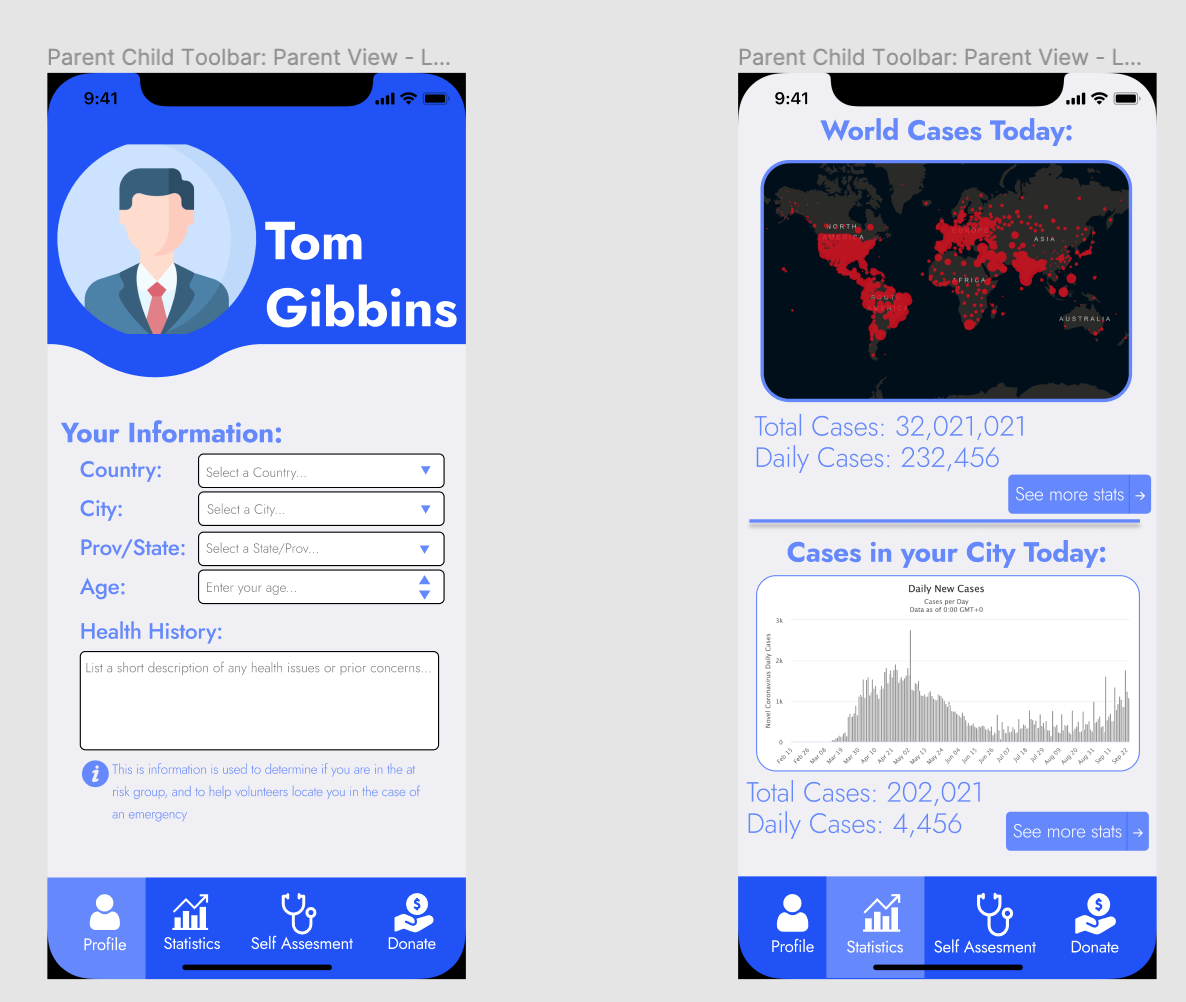 Parent Child Toolbar: Parent View - L...
9:41
Tom
Gibbins
Your Information:
Country:
Select a Country...
City:
Select a City...
Prov/State:
Select a State/Prov...
Age:
Enter your age...
Health History:
List a short description of any health issues or prior concerns...
i
This is information is used to determine if you are in the at
risk group, and to help volunteers locate you in the case of
an emergency
Profile
Statistics
Self Assesment
$
Donate
Parent Child Toolbar: Parent View - L...
9:41
World Cases Today:
NORTH
AMERICA
EUROPE
ASIA
AFRICA
SOUTH
AMERICA
AUSTRALIA
Total Cases: 32,021,021
Daily Cases: 232,456
See more stats →
Cases in your City Today:
Daily New Cases
Cases per Day
Data as of 0:00 GMT+0
Novel Coronavirus Daily Cases
3k
2k
1k
0
Feb 15
Feb 26
Mar 08
Mar 19
Mar 30
Apr 10
Apr 21
May 02
May 13
May 24
Jun 04
Jun 15
Jun 26
Jul 07
Jul 18
Jul 29
Aug 09
Aug 20
Aug 31
Sep 11
Sep 22
Total Cases: 202,021
Daily Cases: 4,456
See more stats →
Profile
Statistics
Self Assesment
$
Donate